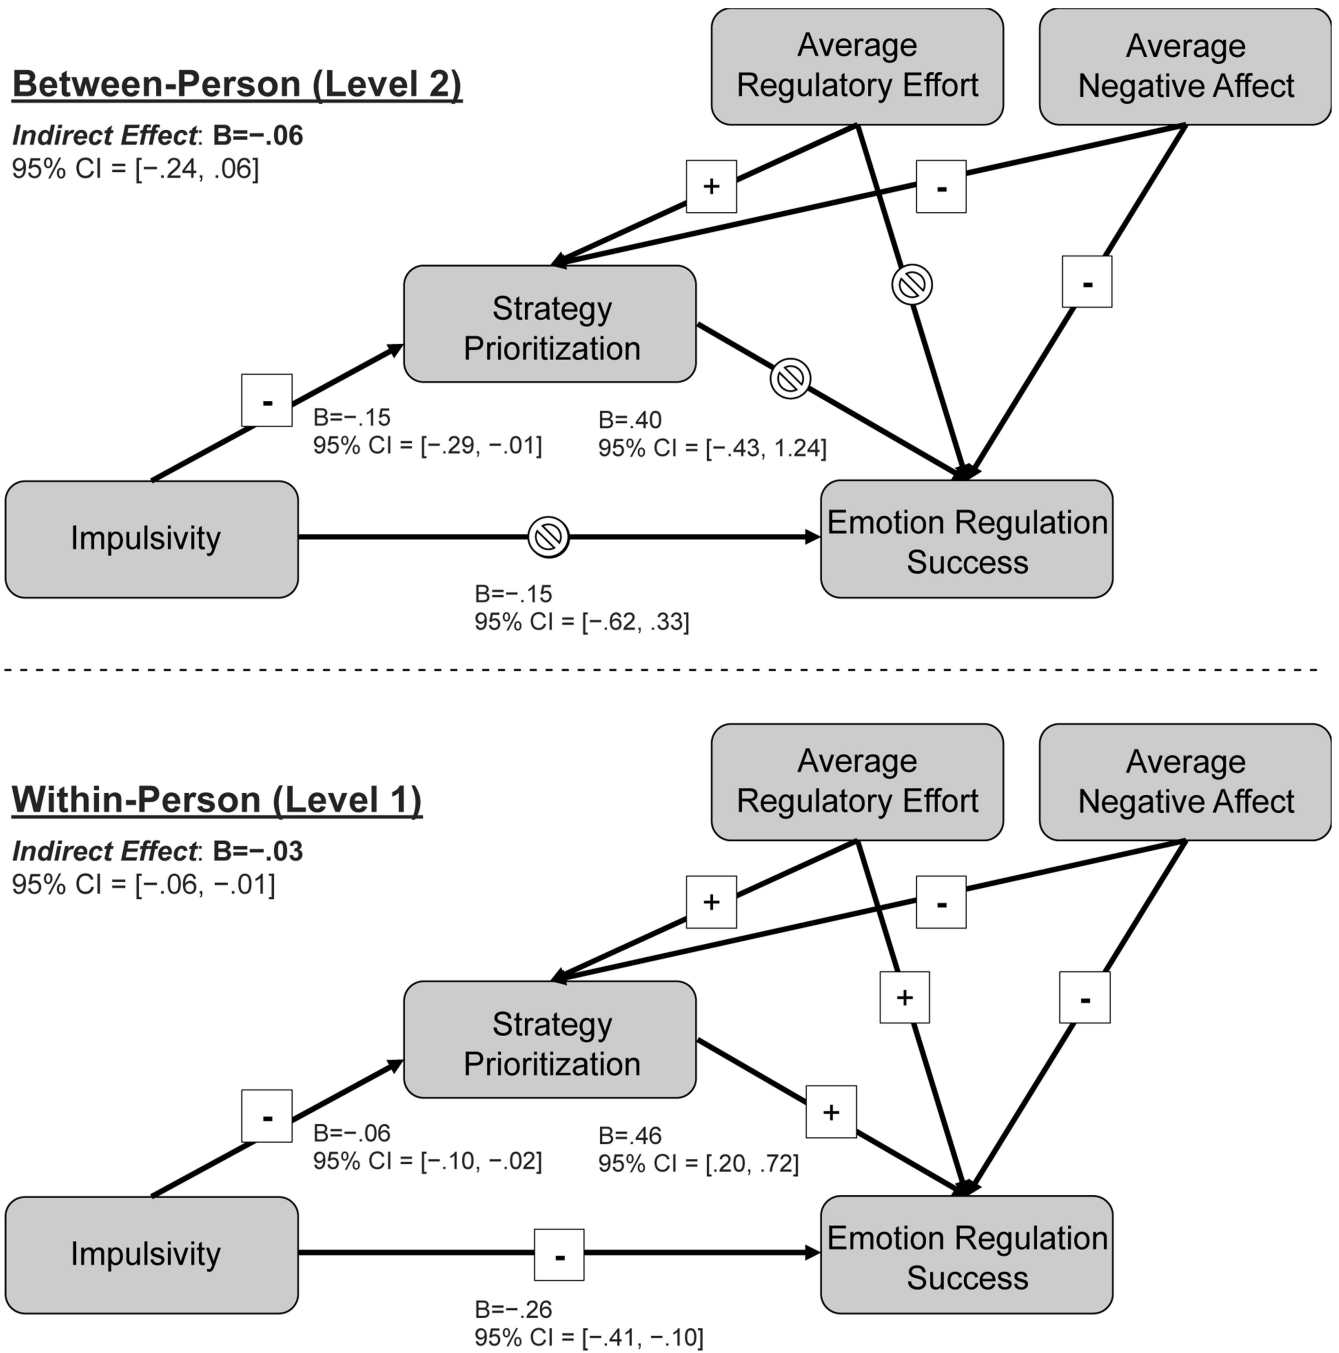 Average
Regulatory Effort
Average
Negative Affect
Between-Person (Level 2)
Indirect Effect: B=−.06
95% CI = [−.24, .06]
+
-
-
Strategy
Prioritization
-
B=−.15
95% CI = [−.29, −.01]
B=.40
95% CI = [−.43, 1.24]
Impulsivity
Emotion Regulation
Success
B=−.15
95% CI = [−.62, .33]
Average
Regulatory Effort
Average
Negative Affect
Within-Person (Level 1)
Indirect Effect: B=−.03
95% CI = [−.06, −.01]
+
-
+
-
Strategy
Prioritization
-
+
B=−.06
95% CI = [−.10, −.02]
B=.46
95% CI = [.20, .72]
Impulsivity
-
Emotion Regulation
Success
B=−.26
95% CI = [−.41, −.10]